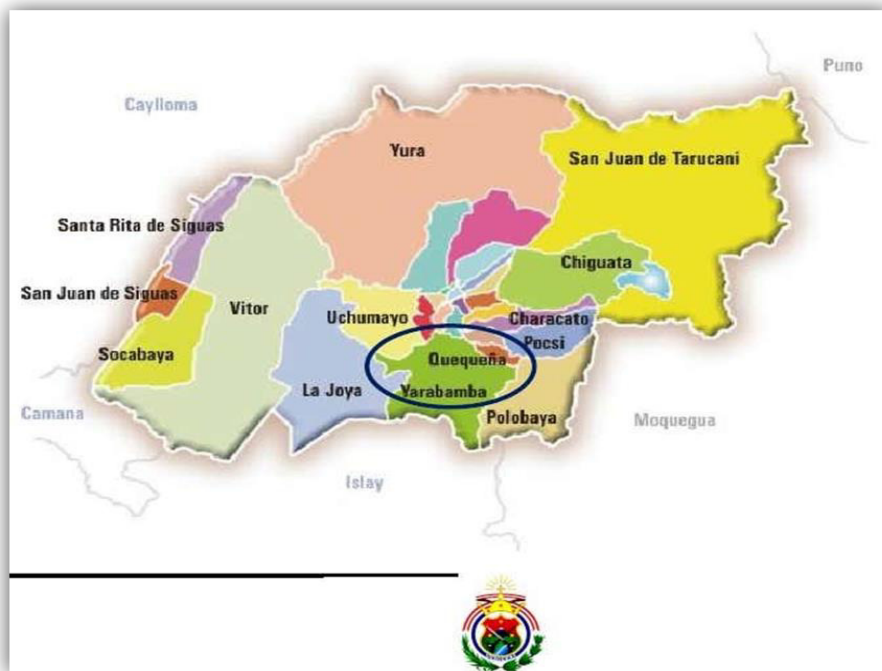 Puno
Caylloma
Yura
San Juan de Tarucani
Santa Rita de Siguas
Chiguata
San Juan de Siguas
Vitor
Uchumayo
Characato
Pocsi
Socabaya
Quequeña
La Joya
Yarabamba
Polobaya
Camana
Moquegua
Islay